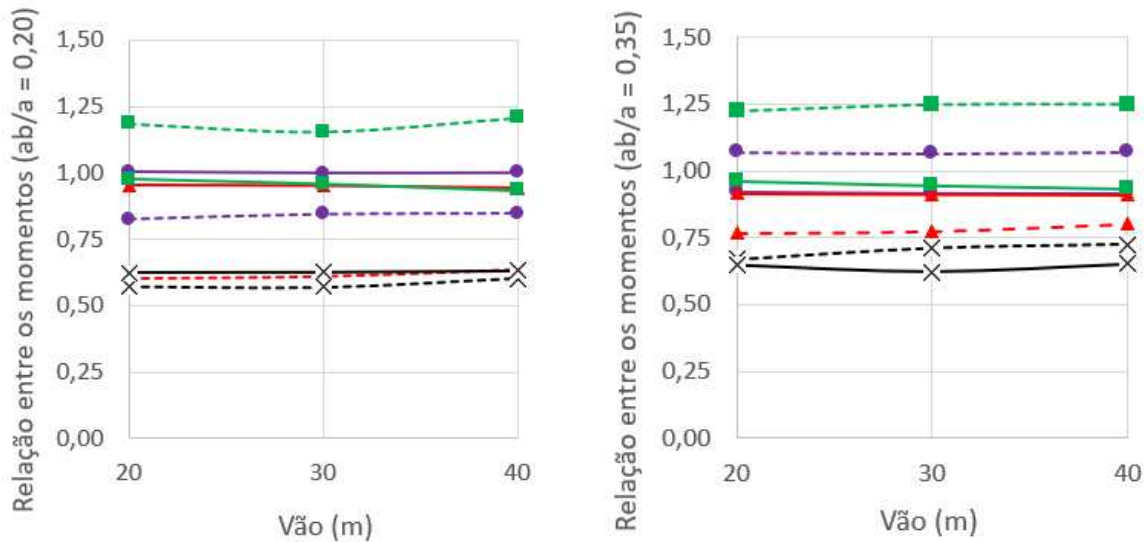 Relação entre os momentos (ab/a = 0,20)
1,50
1,25
1,00
0,75
0,50
0,25
0,00
20 30 40
Vão (m)
Relação entre os momentos (ab/a = 0,35)
1,50
1,25
1,00
0,75
0,50
0,25
0,00
20 30 40
Vão (m)